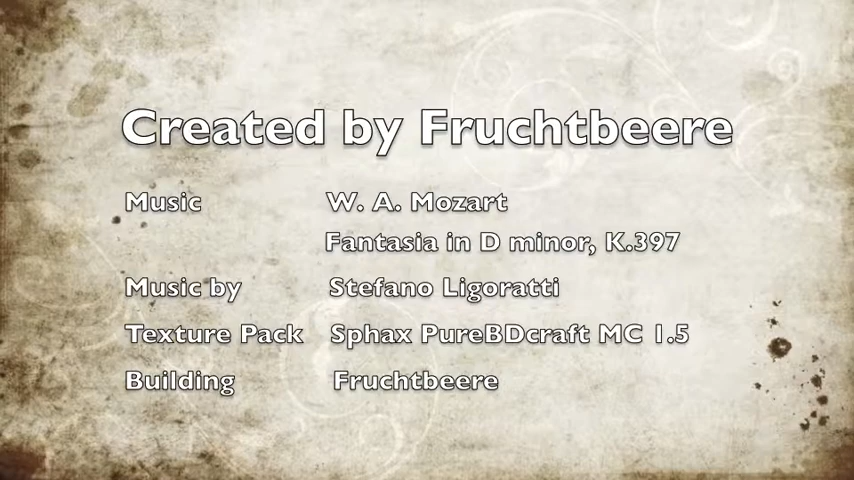 Created by Fruchtbeere
Music W. A. Mozart
Fantasia in D minor, K.397
Music by Stefano Ligoratti
Texture Pack Sphax PureBDcraft MC 1.5
Building Fruchtbeere